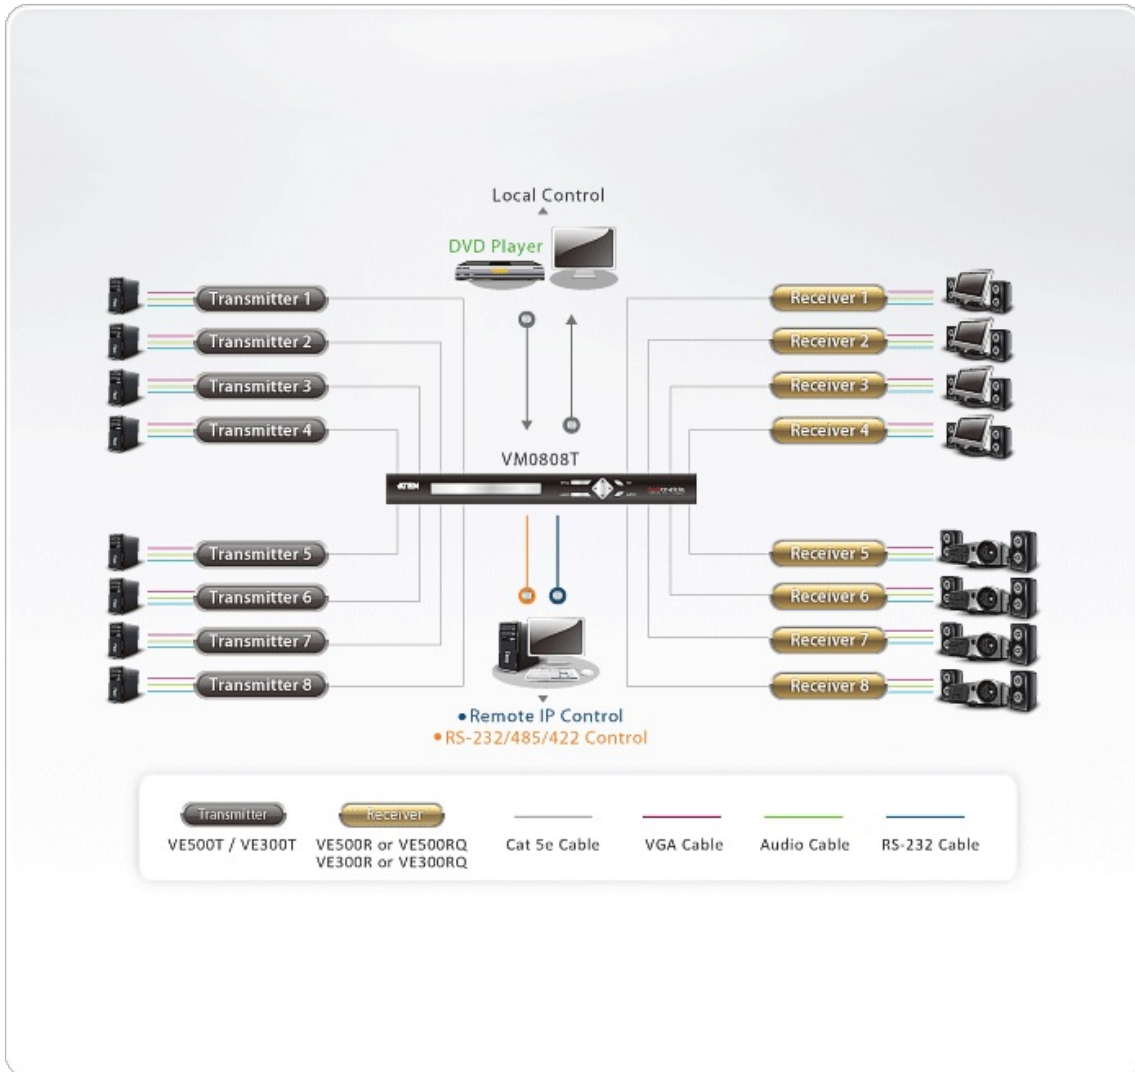 Local Control
DVD Player
Transmitter 1
Transmitter 2
Transmitter 3
Transmitter 4
Receiver 1
Receiver 2
Receiver 3
Receiver 4
VM0808T
ATEN
Transmitter 5
Transmitter 6
Transmitter 7
Transmitter 8
Receiver 5
Receiver 6
Receiver 7
Receiver 8
• Remote IP Control
• RS-232/485/422 Control
Transmitter
VE500T / VE300T
Receiver
VE500R or VE500RQ
VE300R or VE300RQ
Cat 5e Cable
VGA Cable
Audio Cable
RS-232 Cable